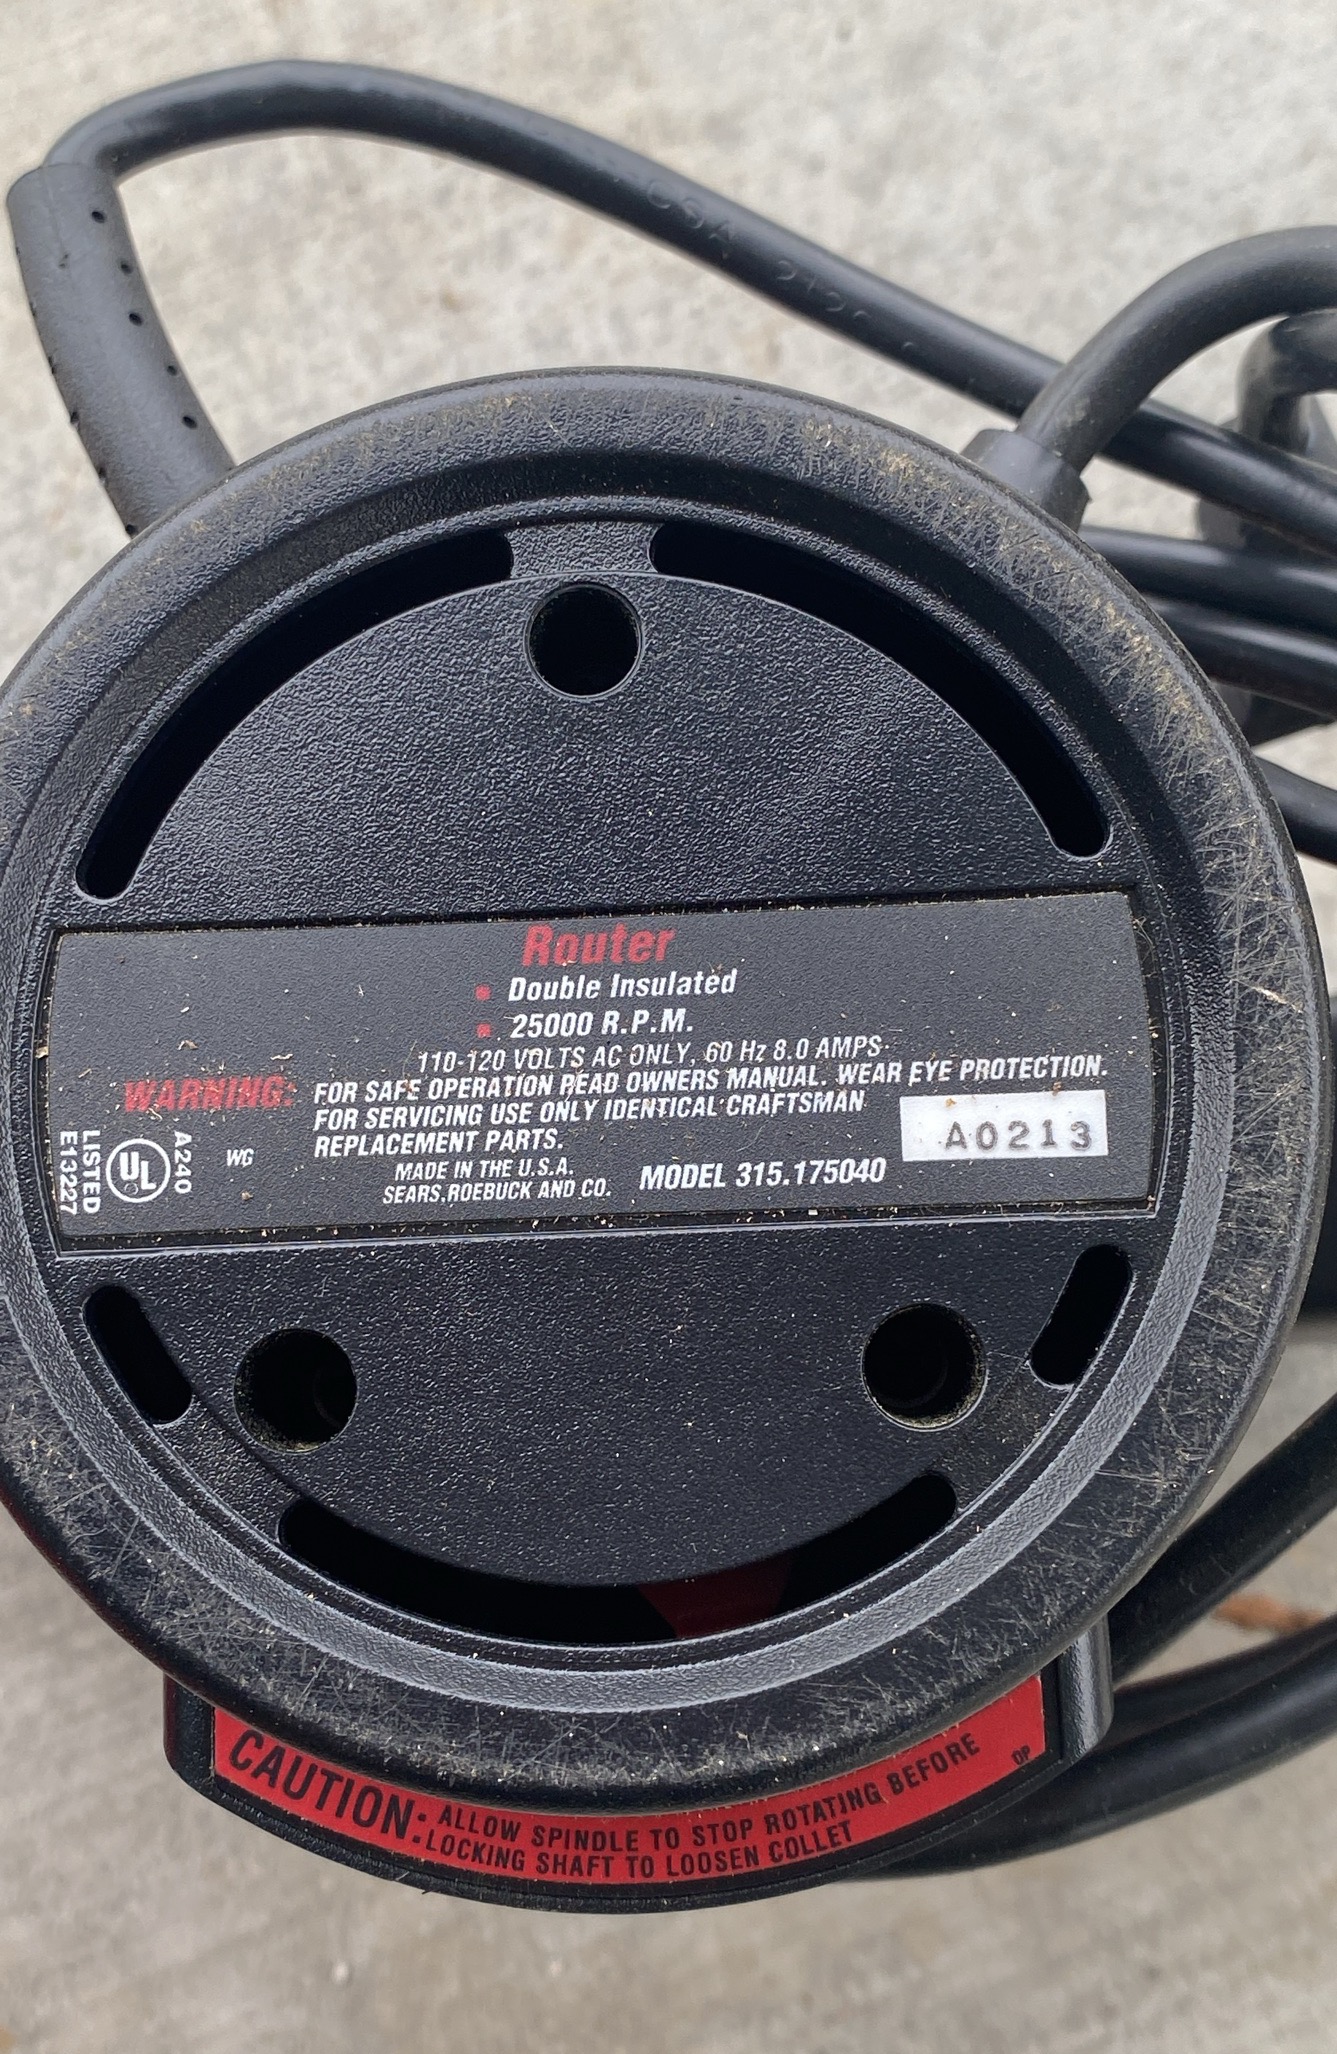 CSA
Router
Double Insulated
25000 R.P.M.
110-120 VOLTS AC ONLY, 60 Hz 8.0 AMPS
WARNING: FOR SAFE OPERATION READ OWNERS MANUAL. WEAR EYE PROTECTION.
FOR SERVICING USE ONLY IDENTICAL CRAFTSMAN
REPLACEMENT PARTS.
MADE IN THE U.S.A.
SEARS, ROEBUCK AND CO.
MODEL 315.175040
A0213
LISTED
E13227
UL
A240
WG
CAUTION: ALLOW SPINDLE TO STOP ROTATING BEFORE
LOCKING SHAFT TO LOOSEN COLLET
OP